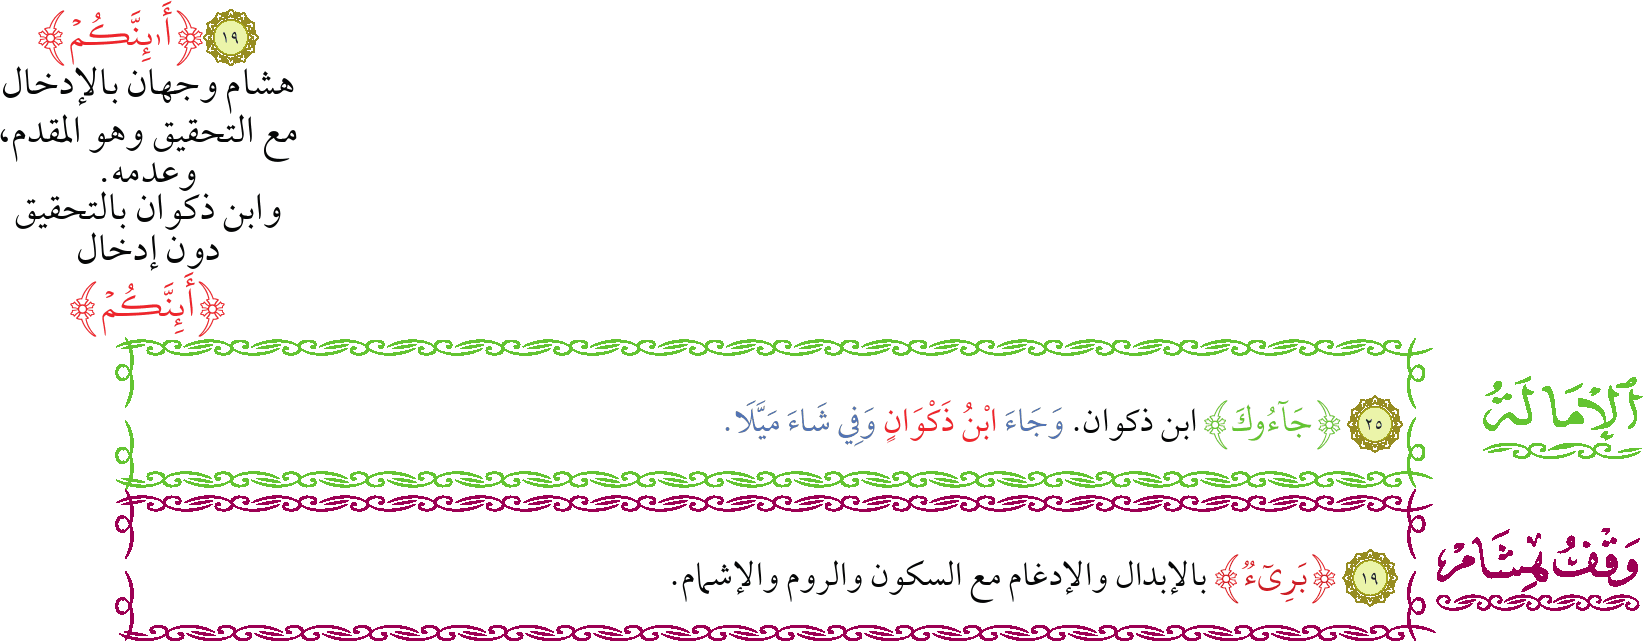 ١٩ ﴿أَا۬ئِنَّكُمْ﴾
هشام وجهان بالإدخال
مع التحقيق وهو المقدم،
وعدمه.
وابن ذكوان بالتحقيق
دون إدخال
﴿أَئِنَّكُمْ﴾
ٱلْإِمَالَةُ
٢٥ ﴿جَآءُوكَ﴾ ابن ذكوان. وَجَاءَ ابْنُ ذَكْوَانٍ وَفِي شَاءَ مَيَّلَا.
وَقْفُ هِشَامٍ
١٩ ﴿بَرِىٓءٌ﴾ بالإبدال والإدغام مع السكون والروم والإشمام.